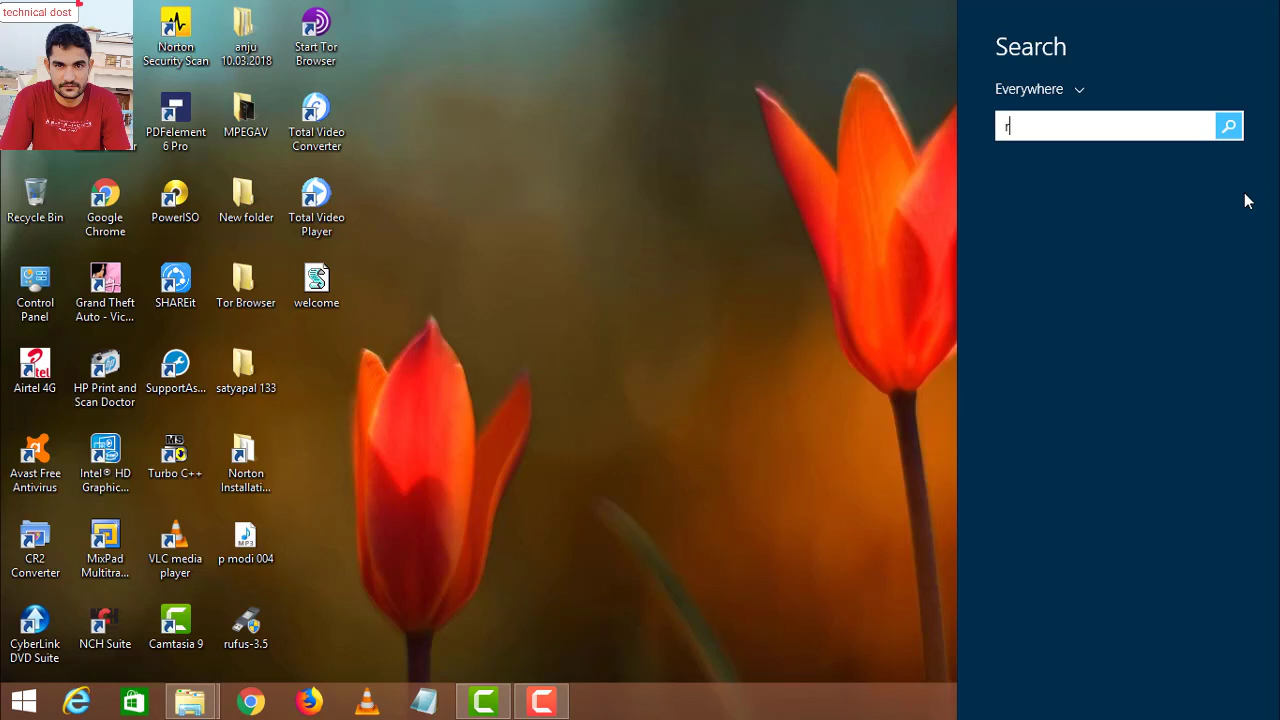 technical dost
Norton
Security Scan
anju
10.03.2018
Start Tor
Browser
PDFelement
6 Pro
MPEGAV
Total Video
Converter
Recycle Bin
Google
Chrome
PowerISO
New folder
Total Video
Player
Control
Panel
Grand Theft
Auto - Vic...
SHAREit
Tor Browser
welcome
Airtel 4G
HP Print and
Scan Doctor
SupportAs...
satyapal 133
Avast Free
Antivirus
Intel® HD
Graphic...
Turbo C++
Norton
Installati...
CR2
Converter
MixPad
Multitra...
VLC media
player
p modi 004
CyberLink
DVD Suite
NCH Suite
Camtasia 9
rufus-3.5
Search
Everywhere
r